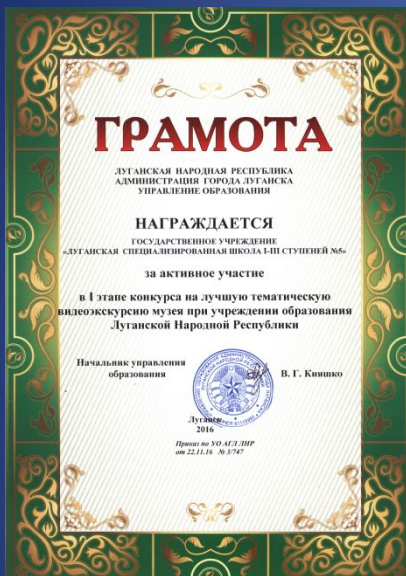 ГРАМОТА
ЛУГАНСКАЯ НАРОДНАЯ РЕСПУБЛИКА
АДМИНИСТРАЦИЯ ГОРОДА ЛУГАНСКА
УПРАВЛЕНИЕ ОБРАЗОВАНИЯ
НАГРАЖДАЕТСЯ
ГОСУДАРСТВЕННОЕ УЧРЕЖДЕНИЕ
«ЛУГАНСКАЯ СПЕЦИАЛИЗИРОВАННАЯ ШКОЛА I-III СТУПЕНЕЙ №5»
за активное участие
в I этапе конкурса на лучшую тематическую
видеоэкскурсию музея при учреждении образования
Луганской Народной Республики
Начальник управления
образования В. Г. Кияшко
Луганск
2016
Приказ по УО АГЛ ЛНР
от 22.11.16 № 3/747